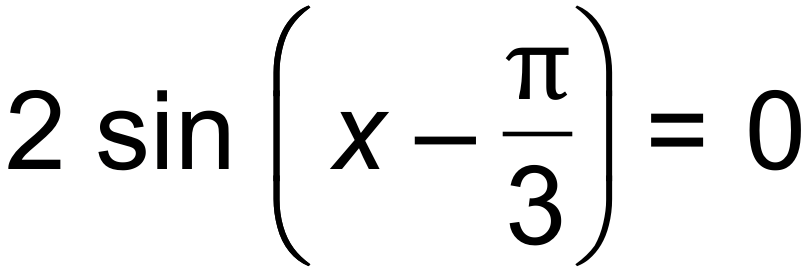 2 sin ( x – π/3 ) = 0